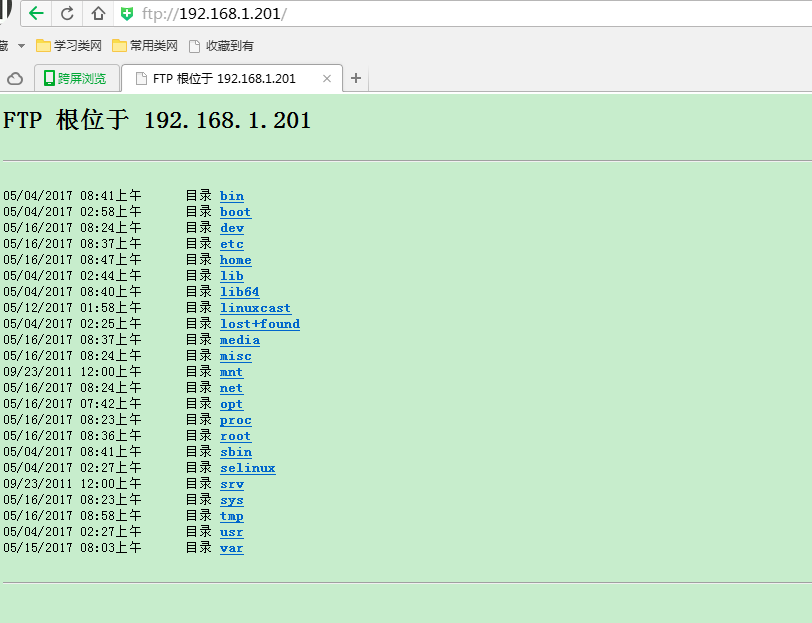 ftp://192.168.1.201/
藏 学习类网 常用类网 收藏到有
跨屏浏览 FTP 根位于 192.168.1.201
FTP 根位于 192.168.1.201
05/04/2017 08:41上午 目录 bin
05/04/2017 02:58上午 目录 boot
05/16/2017 08:24上午 目录 dev
05/16/2017 08:37上午 目录 etc
05/16/2017 08:47上午 目录 home
05/04/2017 02:44上午 目录 lib
05/04/2017 08:40上午 目录 lib64
05/12/2017 01:58上午 目录 linuxcast
05/04/2017 02:25上午 目录 lost+found
05/16/2017 08:37上午 目录 media
05/16/2017 08:24上午 目录 misc
09/23/2011 12:00上午 目录 mnt
05/16/2017 08:24上午 目录 net
05/16/2017 07:42上午 目录 opt
05/16/2017 08:23上午 目录 proc
05/16/2017 08:36上午 目录 root
05/04/2017 08:41上午 目录 sbin
05/04/2017 02:27上午 目录 selinux
09/23/2011 12:00上午 目录 srv
05/16/2017 08:23上午 目录 sys
05/16/2017 08:58上午 目录 tmp
05/04/2017 02:27上午 目录 usr
05/15/2017 08:03上午 目录 var